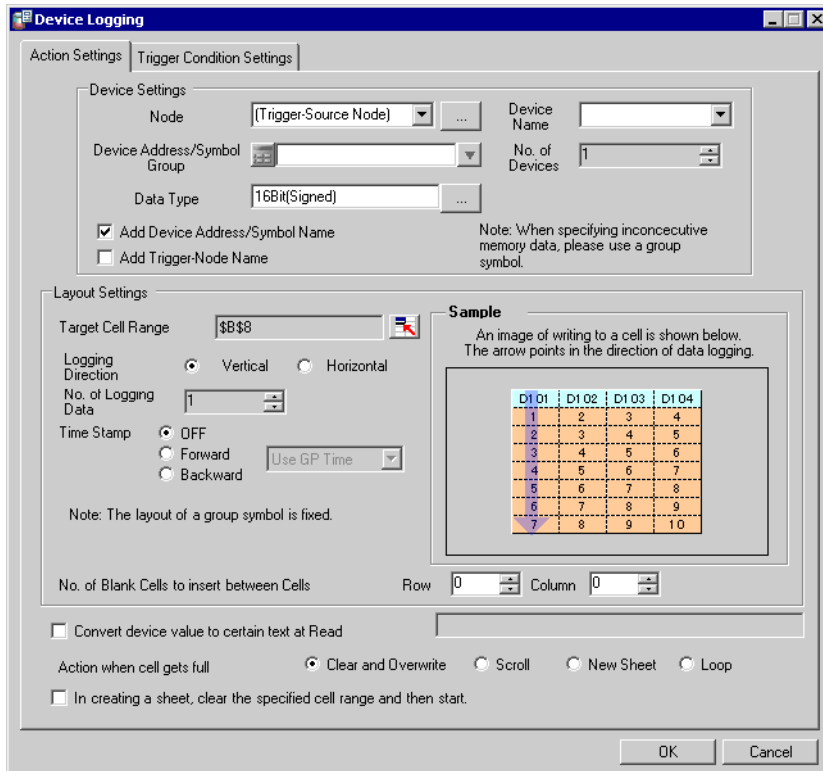 Device Logging
Action Settings
Trigger Condition Settings
Device Settings
Node
(Trigger-Source Node)
...
Device
Name
Device Address/Symbol
Group
No. of
Devices
1
Data Type
16Bit(Signed)
...
Add Device Address/Symbol Name
Add Trigger-Node Name
Note: When specifying inconcecutive
memory data, please use a group
symbol.
Layout Settings
Target Cell Range
$B$8
Logging
Direction
Vertical
Horizontal
No. of Logging
Data
1
Time Stamp
OFF
Forward
Backward
Use GP Time
Note: The layout of a group symbol is fixed.
Sample
An image of writing to a cell is shown below.
The arrow points in the direction of data logging.
D101 D102 D103 D104
1 2 3 4
2 3 4 5
3 4 5 6
4 5 6 7
5 6 7 8
6 7 8 9
7 8 9 10
No. of Blank Cells to insert between Cells
Row
0
Column
0
Convert device value to certain text at Read
Action when cell gets full
Clear and Overwrite
Scroll
New Sheet
Loop
In creating a sheet, clear the specified cell range and then start.
OK
Cancel